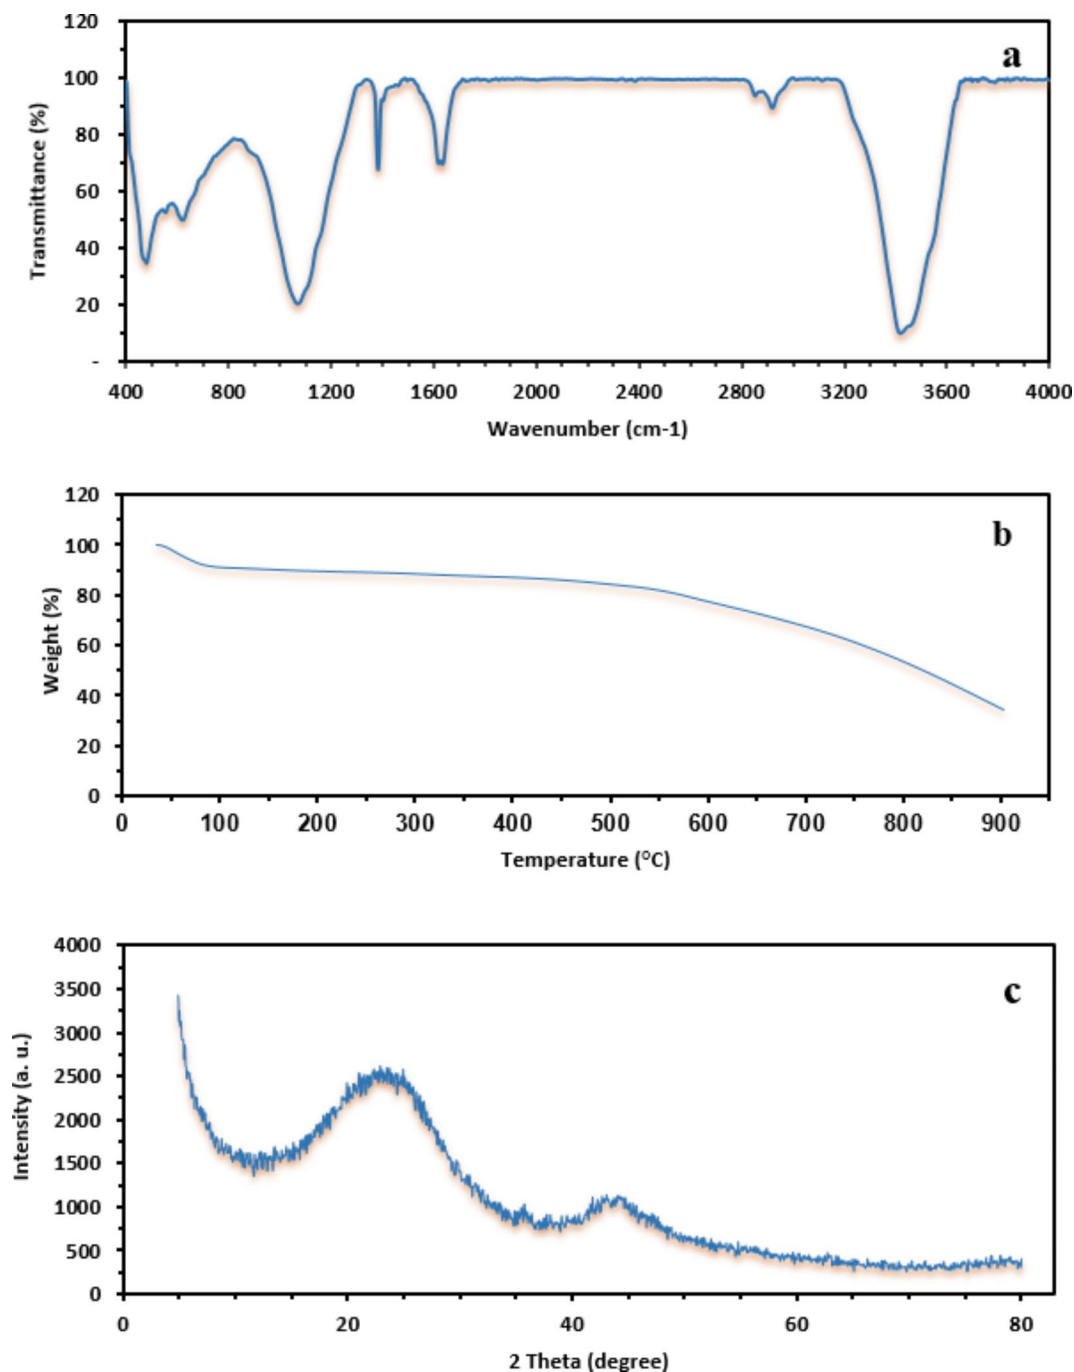 a
Transmittance (%)
120
100
80
60
40
20
-
400 800 1200 1600 2000 2400 2800 3200 3600 4000
Wavenumber (cm-1)
b
Weight (%)
120
100
80
60
40
20
0
0 100 200 300 400 500 600 700 800 900
Temperature (°C)
c
Intensity (a. u.)
4000
3500
3000
2500
2000
1500
1000
500
0
0 20 40 60 80
2 Theta (degree)